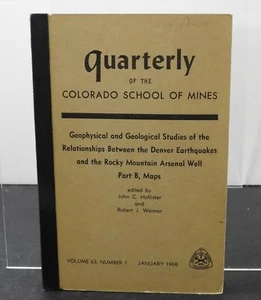 Quarterly
OF THE
COLORADO SCHOOL OF MINES
Geophysical and Geological Studies of the
Relationships Between the Denver Earthquakes
and the Rocky Mountain Arsenal Well
Part B, Maps
edited by
John C. Hollister
and
Robert J. Weimer
VOLUME 63, NUMBER 1 JANUARY 1968